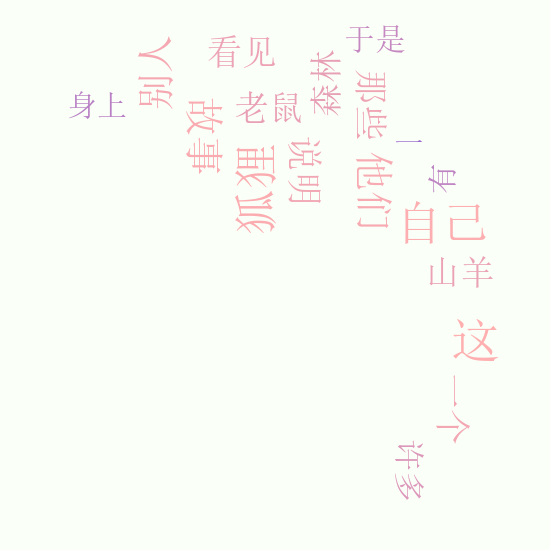 于是
看见
别人
森林
那些
身上
老鼠
故事
一
说明
狐狸
他们
有
自己
山羊
这
一个
许多